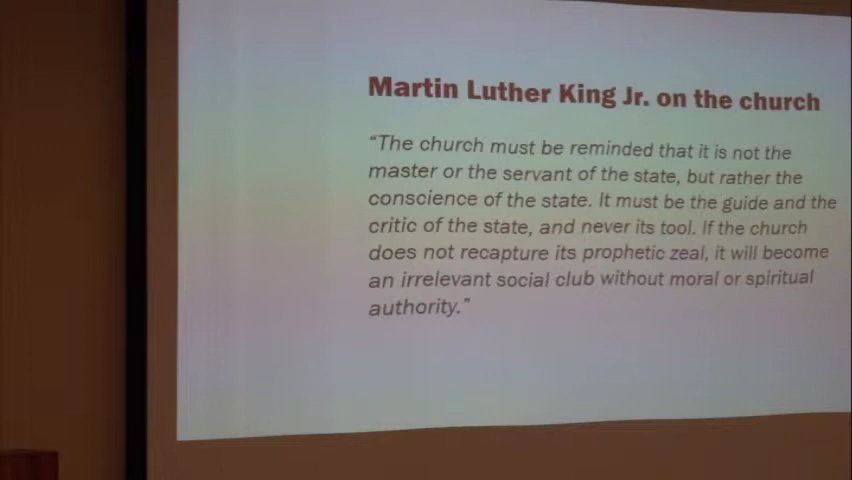 Martin Luther King Jr. on the church
“The church must be reminded that it is not the
master or the servant of the state, but rather the
conscience of the state. It must be the guide and the
critic of the state, and never its tool. If the church
does not recapture its prophetic zeal, it will become
an irrelevant social club without moral or spiritual
authority.”